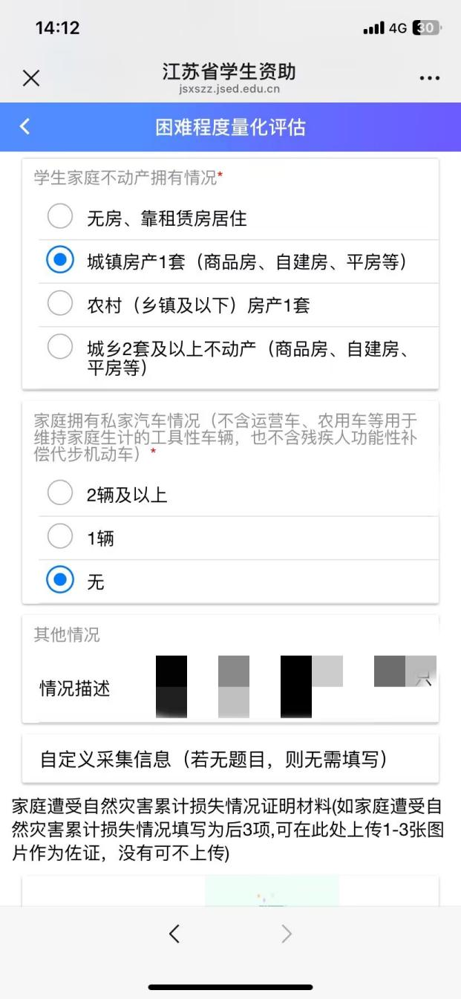 14:12
4G
30
江苏省学生资助
jsxszz.jsed.edu.cn
困难程度量化评估
学生家庭不动产拥有情况*
无房、靠租赁房居住
城镇房产1套（商品房、自建房、平房等）
农村（乡镇及以下）房产1套
城乡2套及以上不动产（商品房、自建房、
平房等）
家庭拥有私家汽车情况（不含运营车、农用车等用于
维持家庭生计的工具性车辆，也不含残疾人功能性补
偿代步机动车）*
2辆及以上
1辆
无
其他情况
情况描述
自定义采集信息（若无题目，则无需填写）
家庭遭受自然灾害累计损失情况证明材料(如家庭遭受自
然灾害累计损失情况填写为后3项,可在此处上传1-3张图
片作为佐证，没有可不上传)